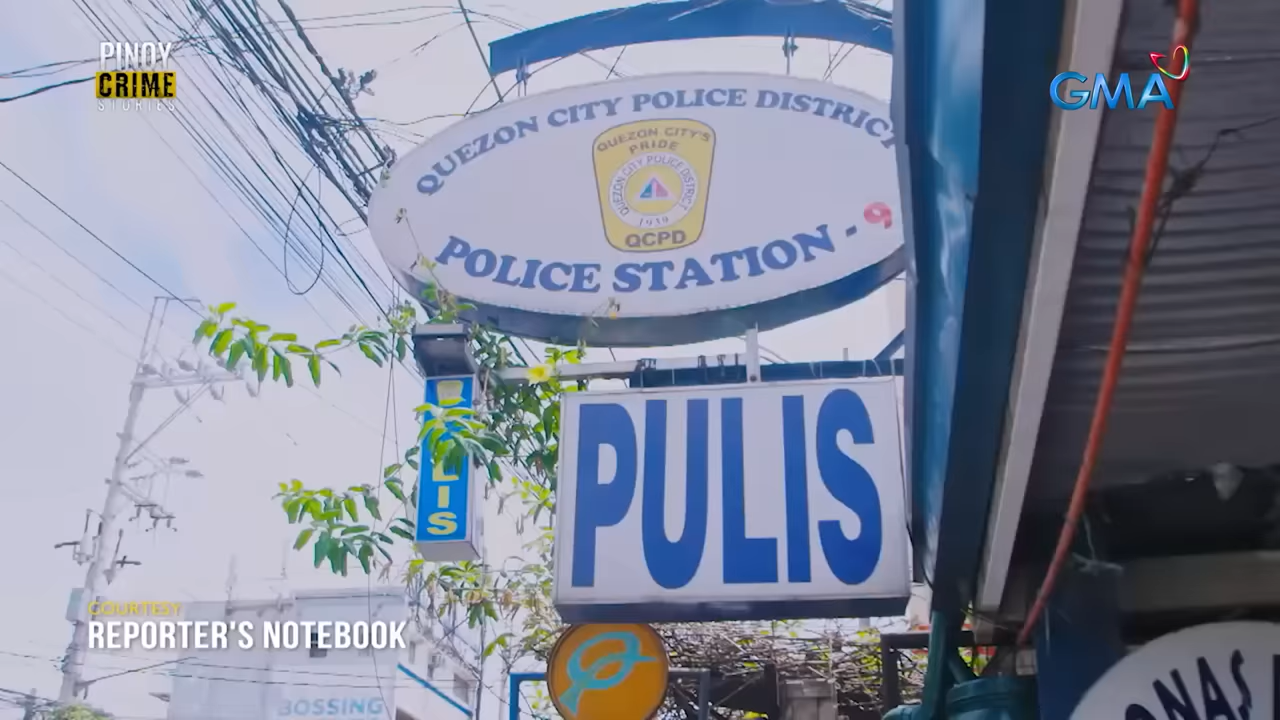 PINOY
CRIME
STORIES
GMA
QUEZON CITY POLICE DISTRICT
QUEZON CITY'S
PRIDE
QUEZON CITY POLICE DISTRICT
1939
QCPD
POLICE STATION - 9
PULIS
PULIS
COURTESY
REPORTER'S NOTEBOOK
BOSSING